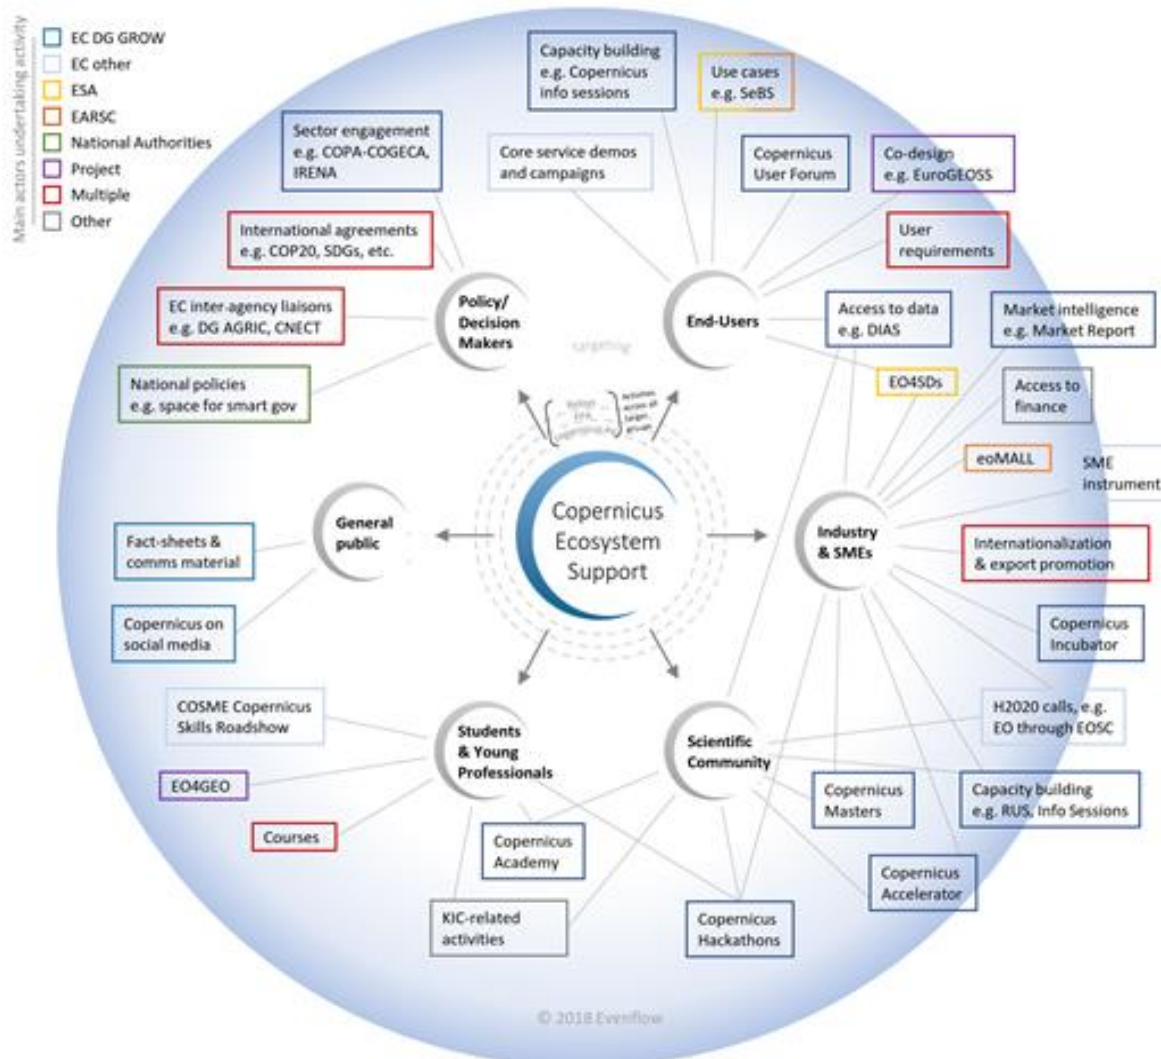 Main actors undertaking activity
EC DG GROW
EC other
ESA
EARSC
National Authorities
Project
Multiple
Other
Capacity building
e.g. Copernicus
info sessions
Use cases
e.g. SeBS
Sector engagement
e.g. COPA-COGECA,
IRENA
Core service demos
and campaigns
Copernicus
User Forum
Co-design
e.g. EuroGEOSS
International agreements
e.g. COP20, SDGs, etc.
User
requirements
EC inter-agency liaisons
e.g. DG AGRIC, CNECT
Policy/
Decision
Makers
End-Users
Access to data
e.g. DIAS
Market intelligence
e.g. Market Report
National policies
e.g. space for smart gov
targeting
EO4SDs
Access to
finance
Activities
across all
target
groups
eoMALL
SME
instrument
General
public
Copernicus
Ecosystem
Support
Industry
& SMEs
Fact-sheets &
comms material
Internationalization
& export promotion
Copernicus on
social media
Copernicus
Incubator
COSME Copernicus
Skills Roadshow
Students
& Young
Professionals
Scientific
Community
H2020 calls, e.g.
EO through EOSC
EO4GEO
Copernicus
Masters
Capacity building
e.g. RUS, Info Sessions
Courses
Copernicus
Academy
Copernicus
Accelerator
KIC-related
activities
Copernicus
Hackathons
© 2018 Evenflow